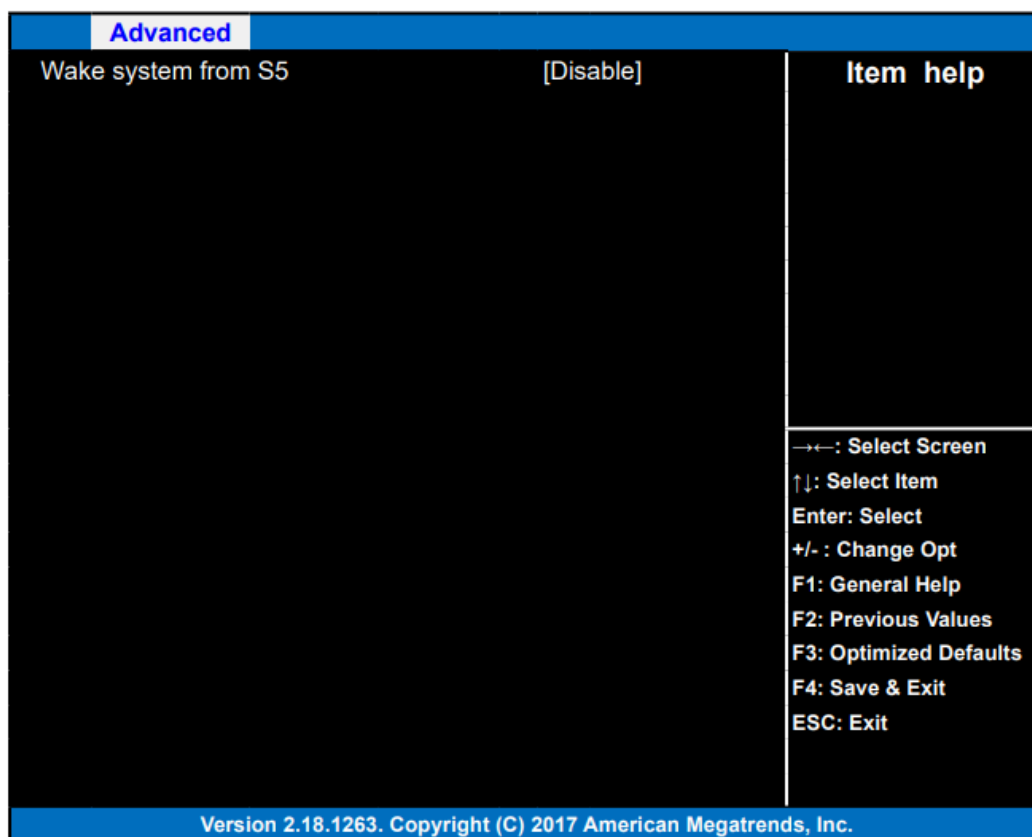 Advanced
Wake system from S5 [Disable]
Item help
→←: Select Screen
↑↓: Select Item
Enter: Select
+/- : Change Opt
F1: General Help
F2: Previous Values
F3: Optimized Defaults
F4: Save & Exit
ESC: Exit
Version 2.18.1263. Copyright (C) 2017 American Megatrends, Inc.